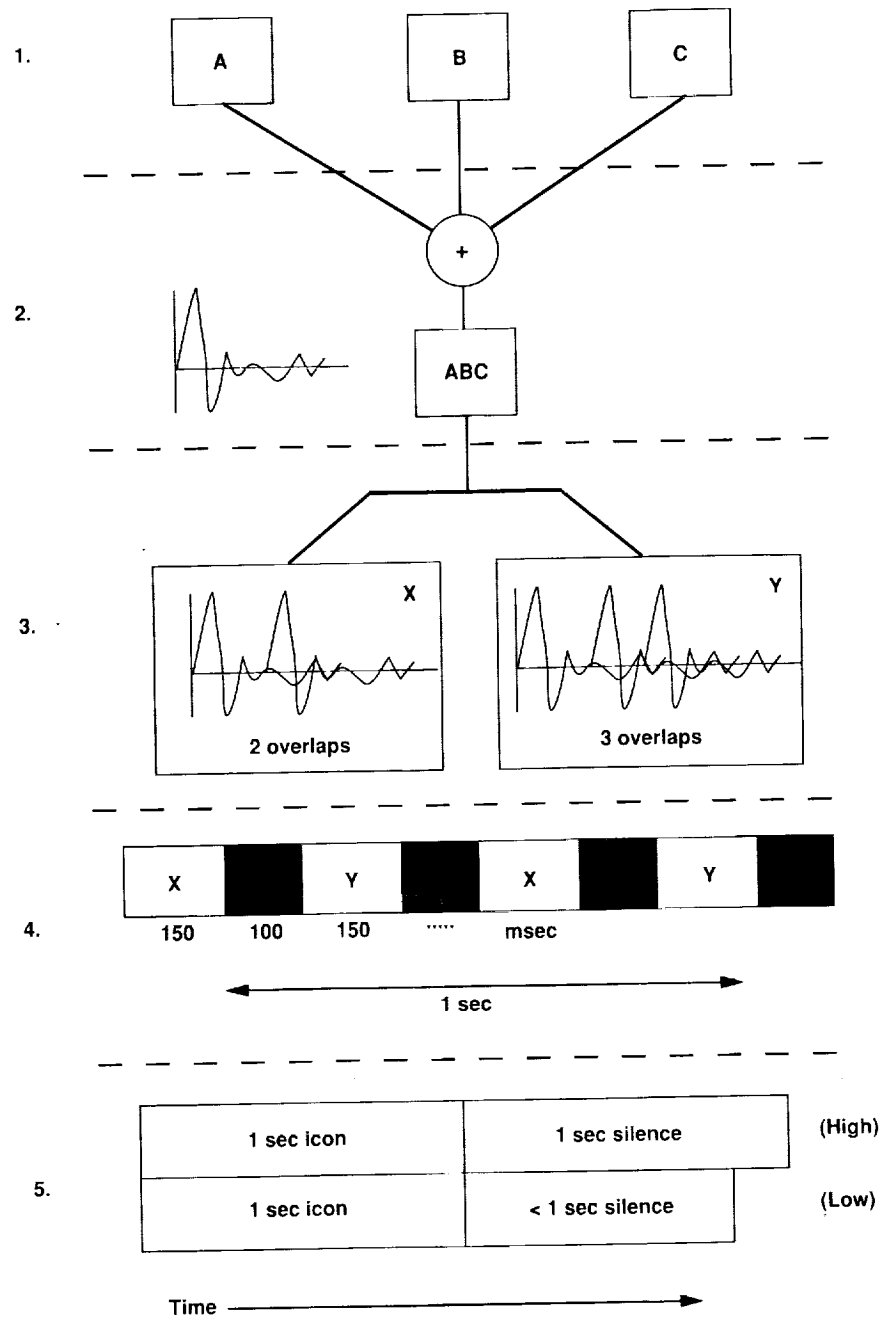 1.
A B C
+
2.
ABC
3.
X Y
2 overlaps 3 overlaps
X Y X Y
4.
150 100 150 ..... msec
1 sec
5.
1 sec icon 1 sec silence (High)
1 sec icon < 1 sec silence (Low)
Time